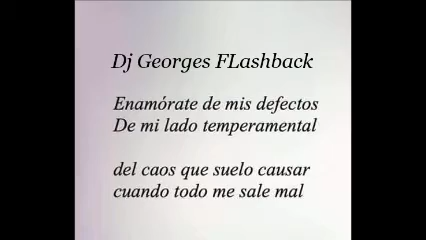 Dj Georges FLashback
Enamórate de mis defectos
De mi lado temperamental
del caos que suelo causar
cuando todo me sale mal